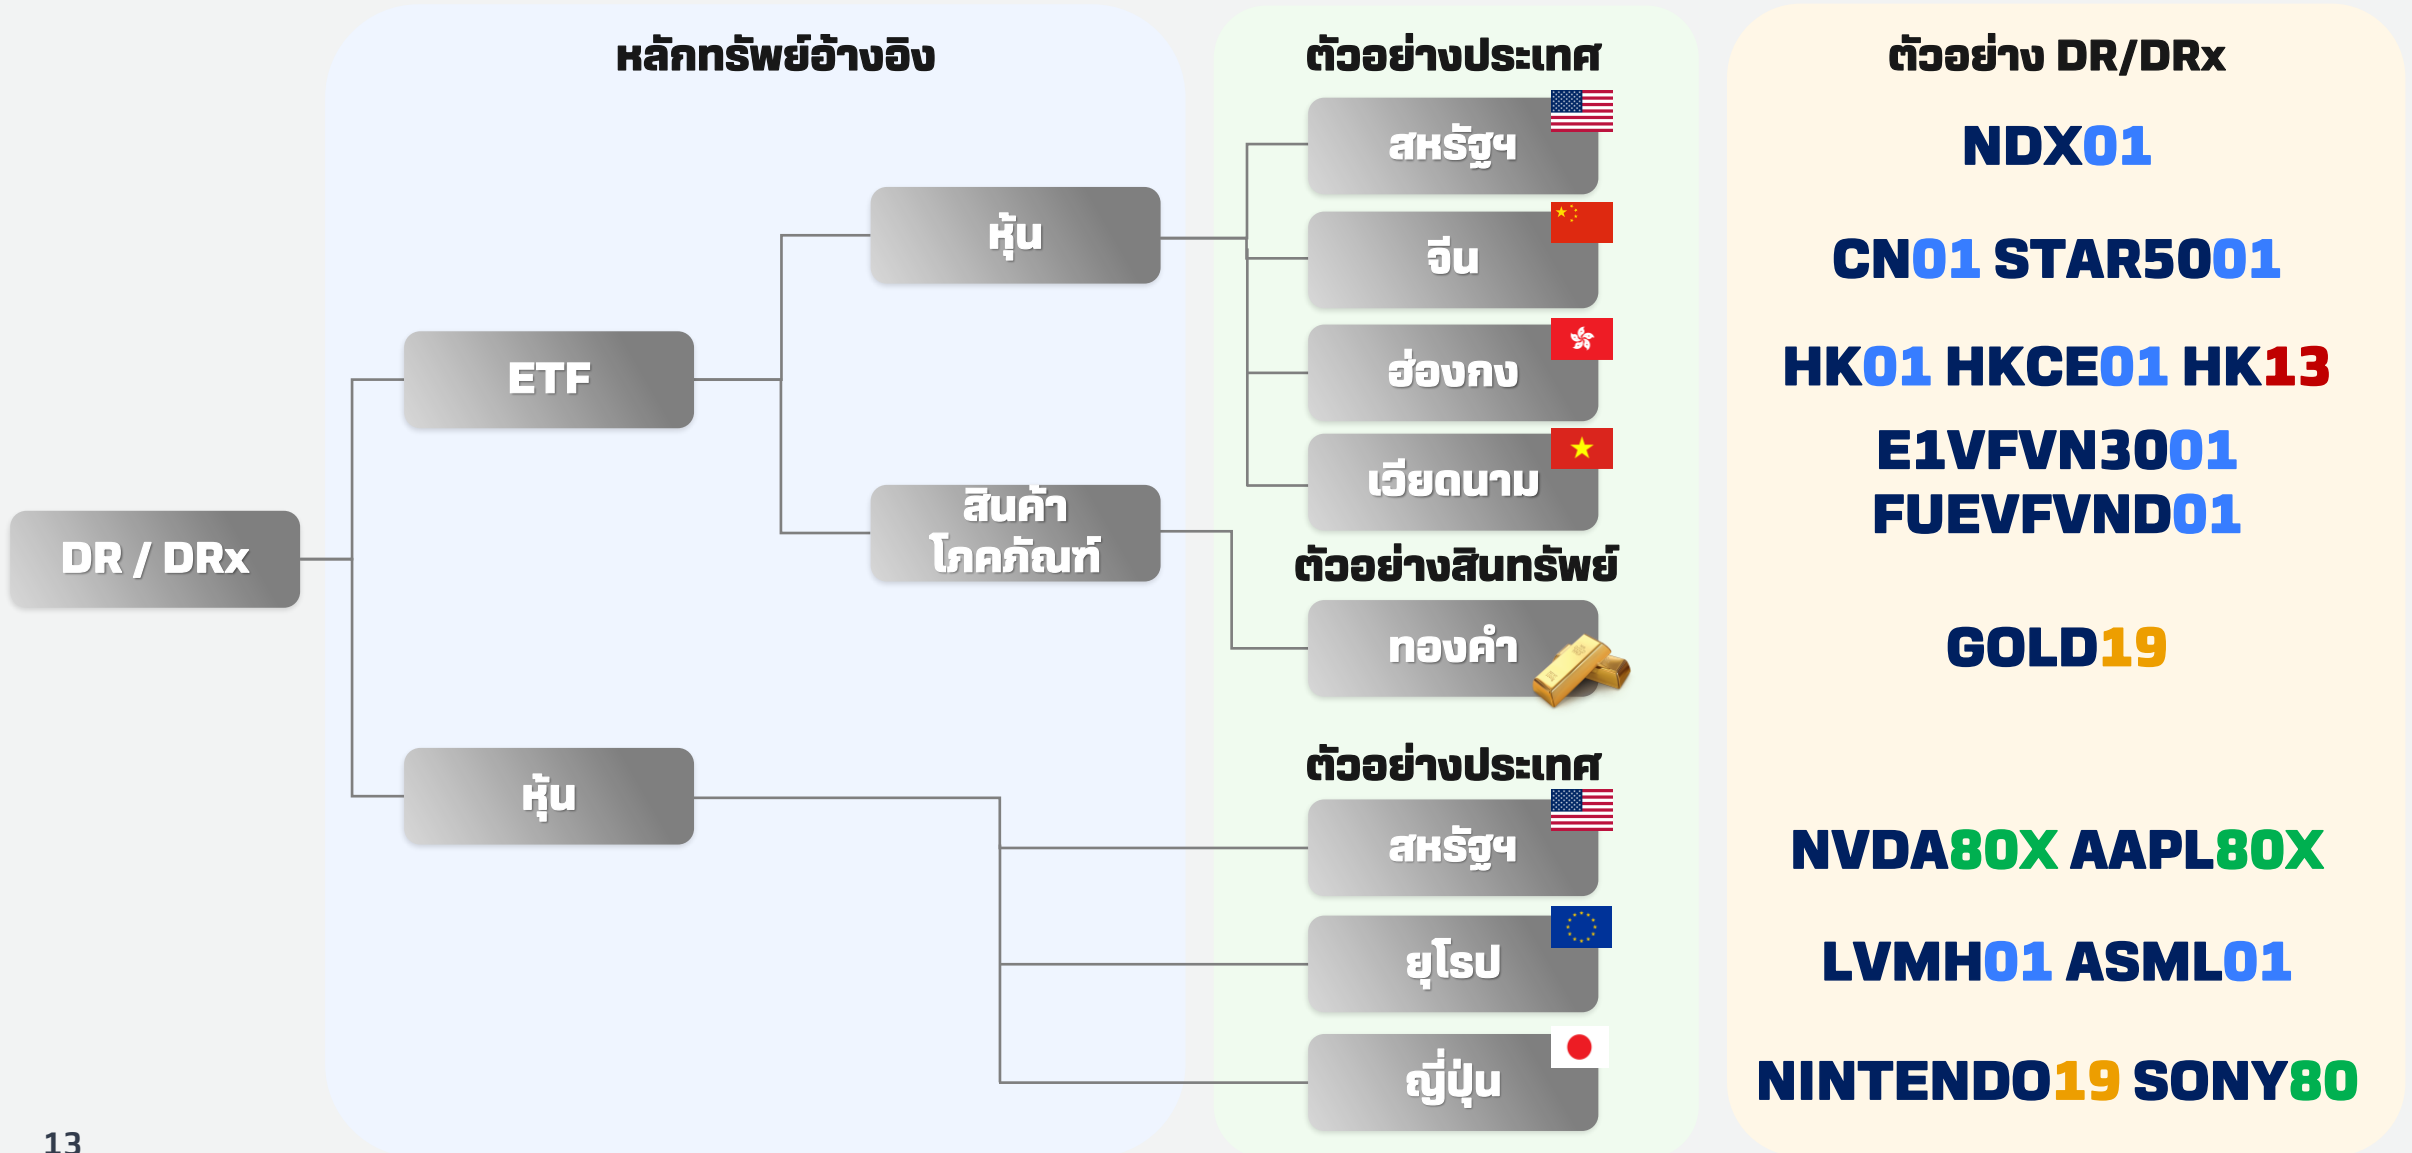 หลักทรัพย์อ้างอิง
ตัวอย่างประเทศ
ตัวอย่าง DR/DRx
สหรัฐฯ
NDX01
หุ้น
จีน
CN01 STAR5001
ETF
ฮ่องกง
HK01 HKCE01 HK13
เวียดนาม
E1VFVN3001
FUEVFVND01
สินค้า
โภคภัณฑ์
DR / DRx
ตัวอย่างสินทรัพย์
ทองคำ
GOLD19
หุ้น
ตัวอย่างประเทศ
สหรัฐฯ
NVDA80X AAPL80X
ยุโรป
LVMH01 ASML01
ญี่ปุ่น
NINTENDO19 SONY80
13